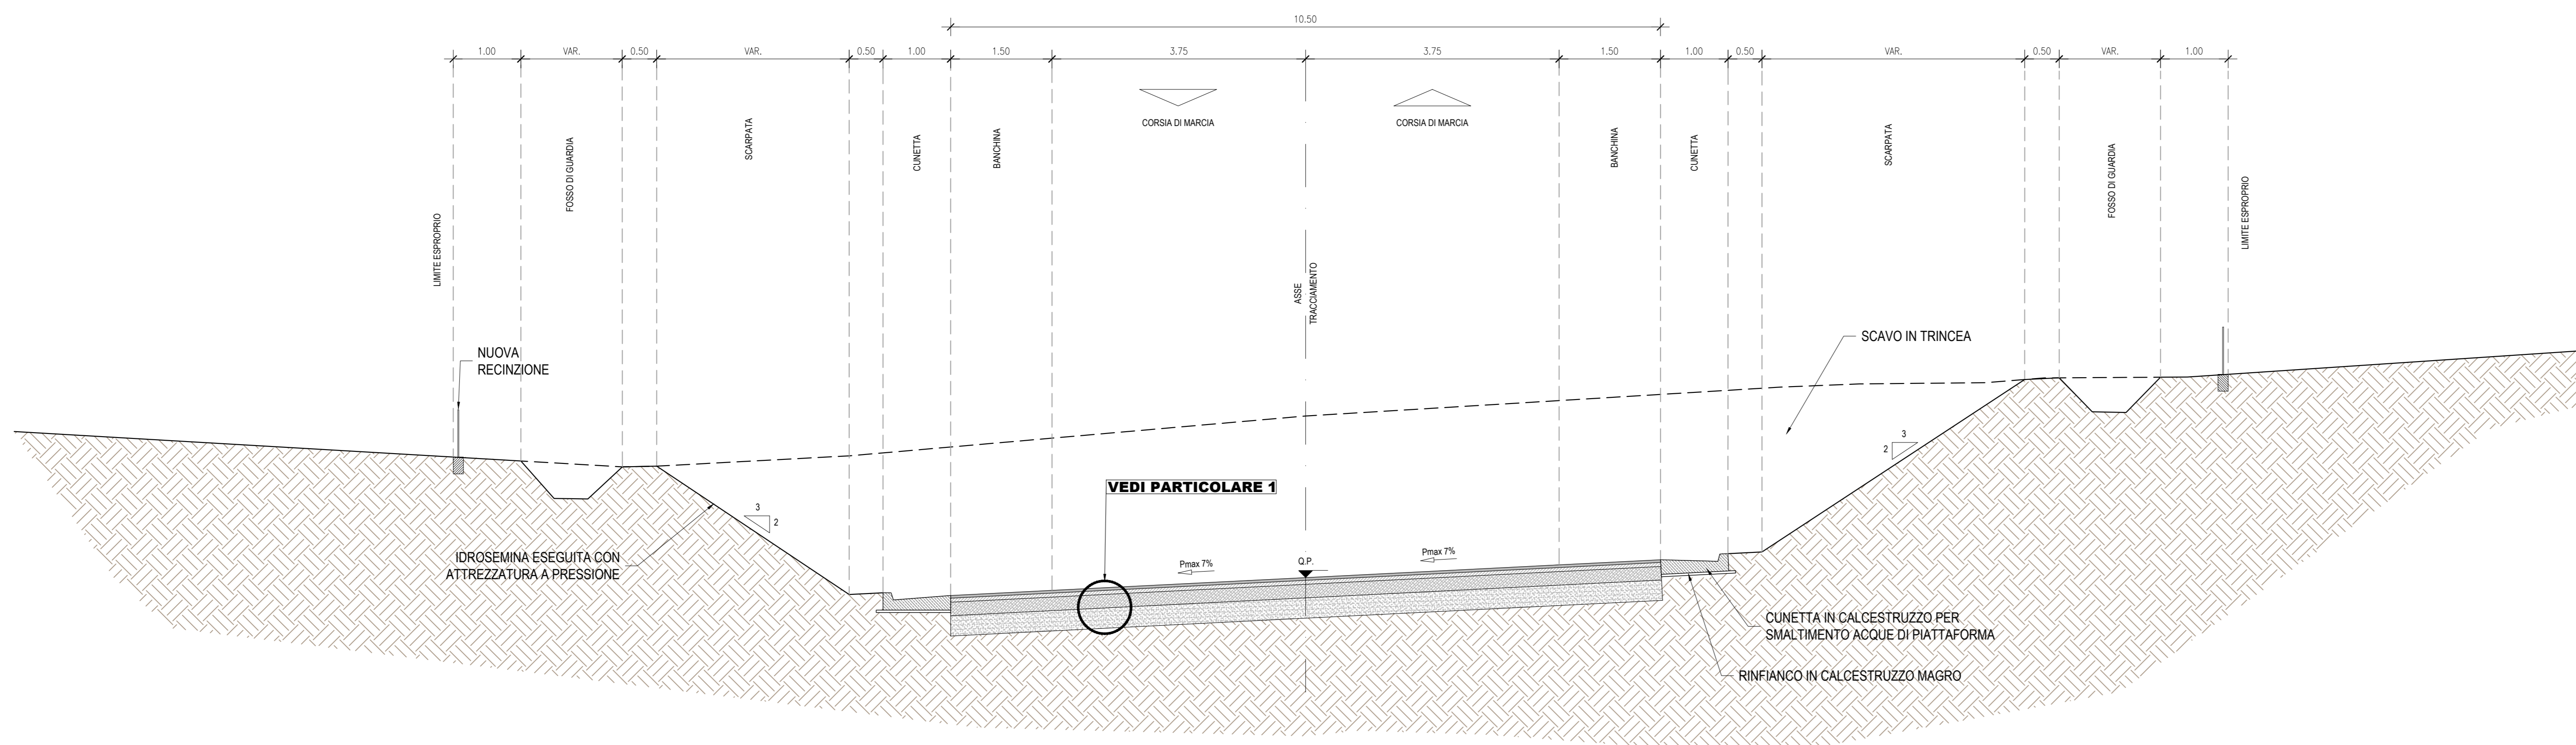 10.50
1.00 VAR. 0.50 VAR. 0.50 1.00 1.50 3.75 3.75 1.50 1.00 0.50 VAR. 0.50 VAR. 1.00
CORSIA DI MARCIA
CORSIA DI MARCIA
LIMITE ESPROPRIO
FOSSO DI GUARDIA
SCARPATA
CUNETTA
BANCHINA
ASSE
TRACCIAMENTO
BANCHINA
CUNETTA
SCARPATA
FOSSO DI GUARDIA
LIMITE ESPROPRIO
NUOVA
RECINZIONE
SCAVO IN TRINCEA
3
2
VEDI PARTICOLARE 1
3
2
IDROSEMINA ESEGUITA CON
ATTREZZATURA A PRESSIONE
Pmax 7%
Q.P.
Pmax 7%
CUNETTA IN CALCESTRUZZO PER
SMALTIMENTO ACQUE DI PIATTAFORMA
RINFIANCO IN CALCESTRUZZO MAGRO